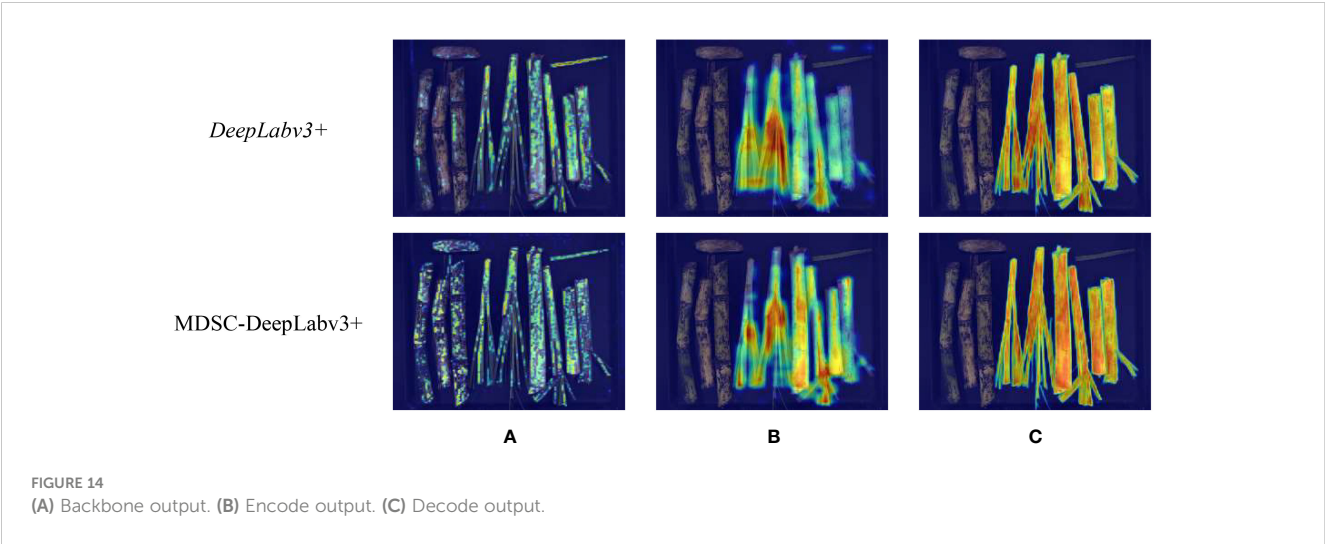 DeepLabv3+
MDSC-DeepLabv3+
A
B
C
FIGURE 14
(A) Backbone output. (B) Encode output. (C) Decode output.